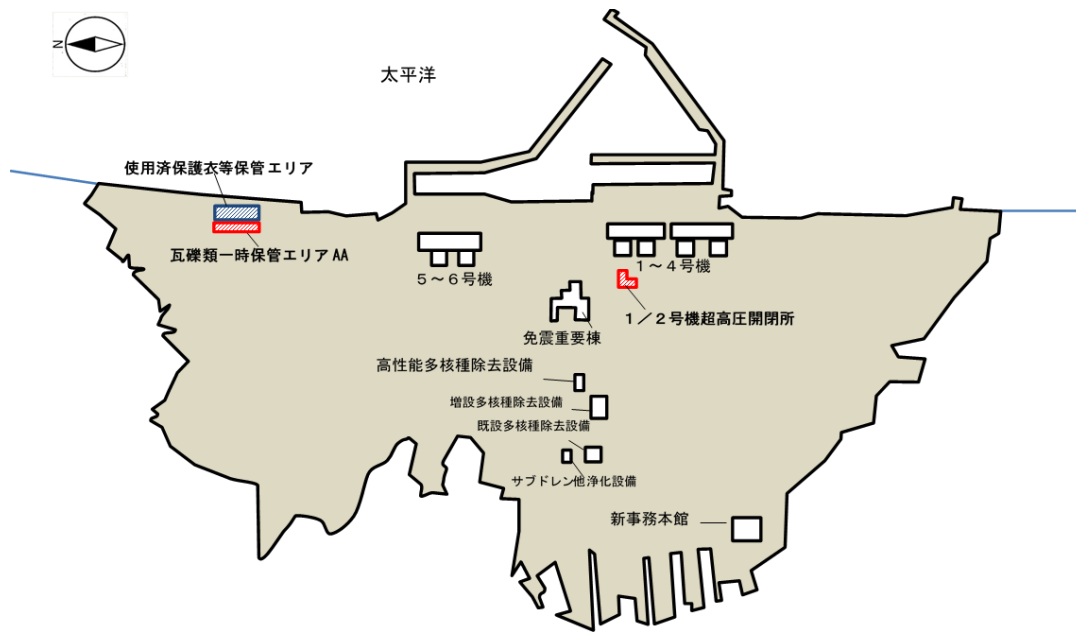 N
太平洋
使用済保護衣等保管エリア
瓦礫類一時保管エリアAA
5~6号機
1~4号機
1/2号機超高圧開閉所
免震重要棟
高性能多核種除去設備
増設多核種除去設備
既設多核種除去設備
サブドレン他浄化設備
新事務本館